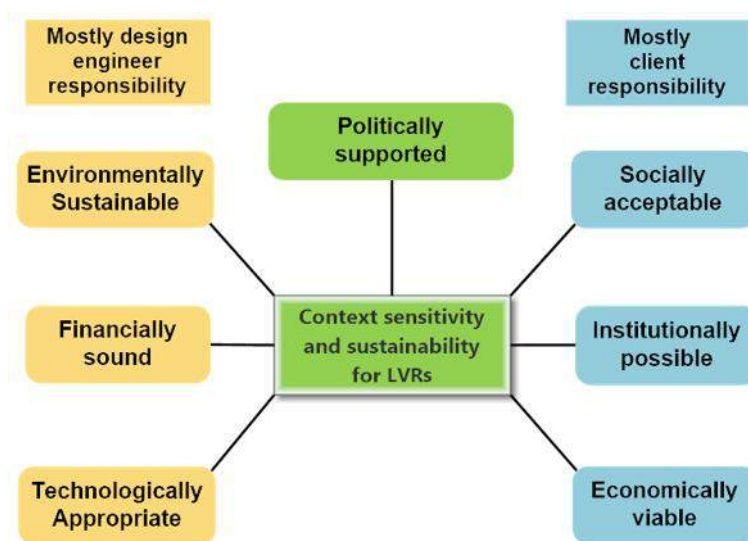 Mostly design
engineer
responsibility
Mostly
client
responsibility
Politically
supported
Environmentally
Sustainable
Socially
acceptable
Financially
sound
Context sensitivity
and sustainability
for LVRs
Institutionally
possible
Technologically
Appropriate
Economically
viable